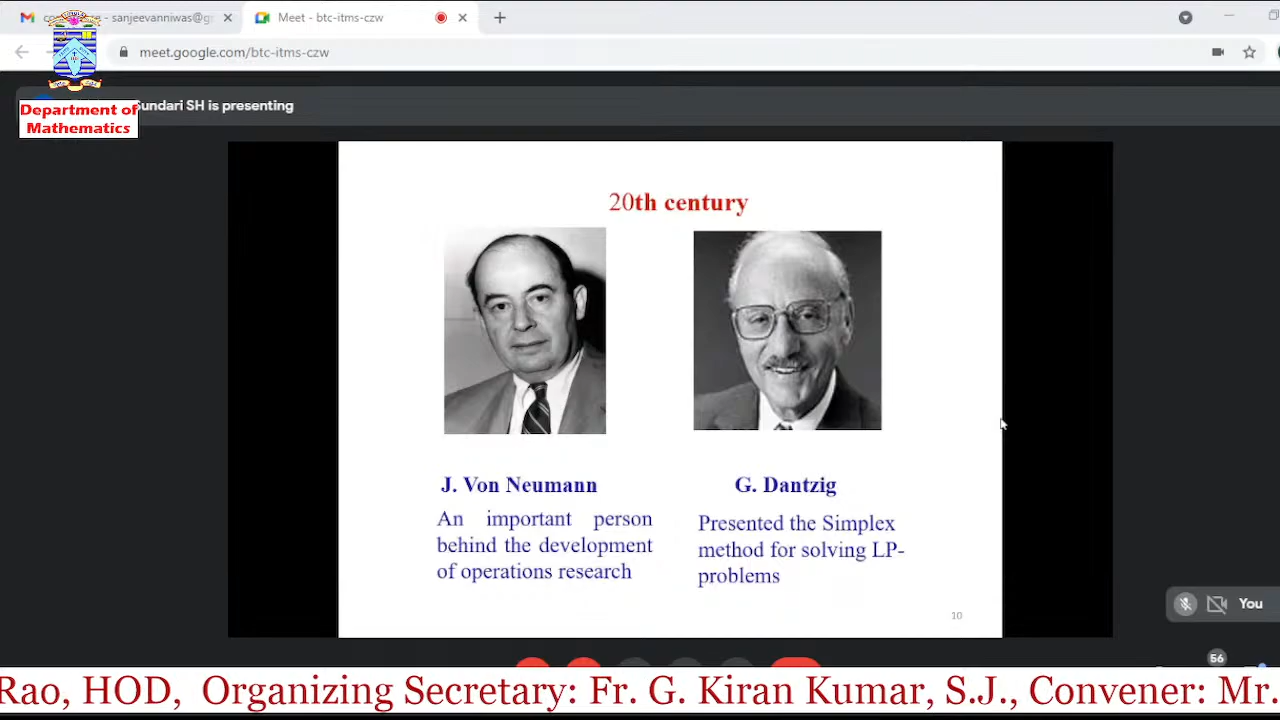 sanjeevanniwas@g
Meet - btc-itms-czw
meet.google.com/btc-itms-czw
Department of
Mathematics
undari SH is presenting
20th century
J. Von Neumann
G. Dantzig
An important person
behind the development
of operations research
Presented the Simplex
method for solving LP-
problems
10
You
56
Rao, HOD, Organizing Secretary: Fr. G. Kiran Kumar, S.J., Convener: Mr.